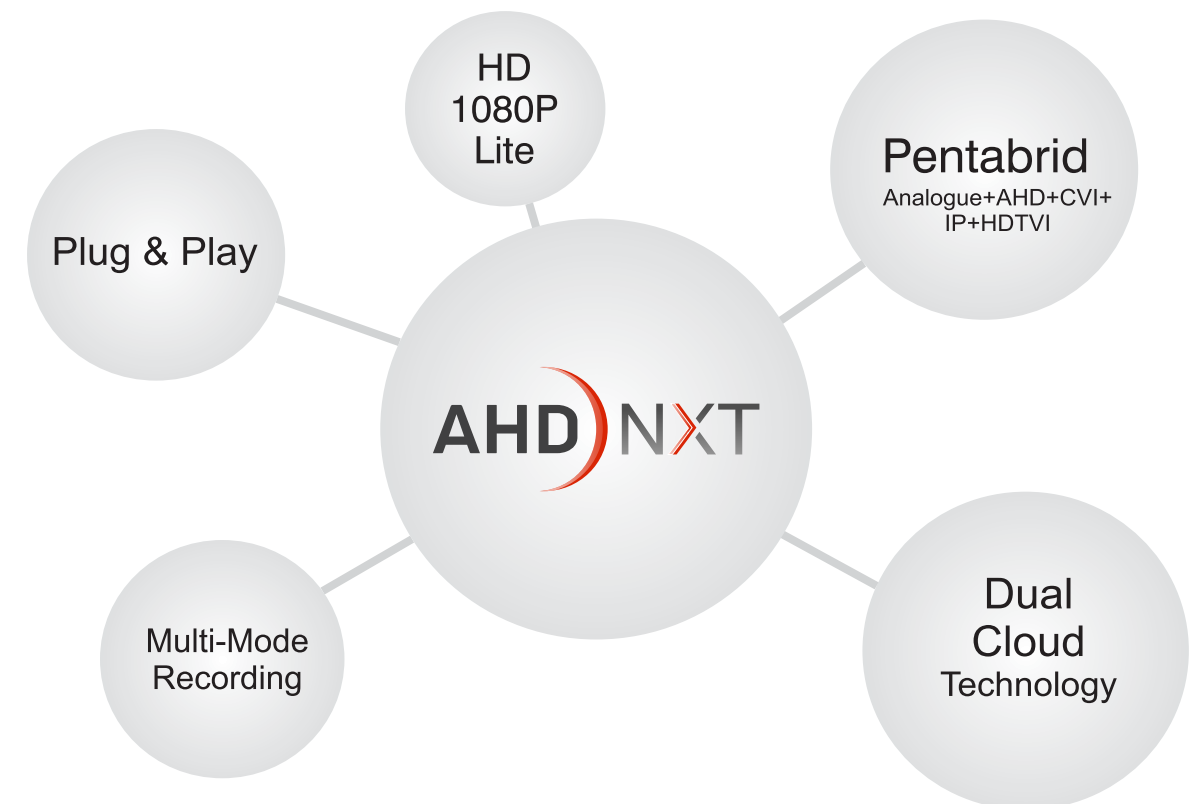 HD
1080P
Lite
Pentabrid
Analogue+AHD+CVI+
IP+HDTVI
Plug & Play
AHD NXT
Multi-Mode
Recording
Dual
Cloud
Technology